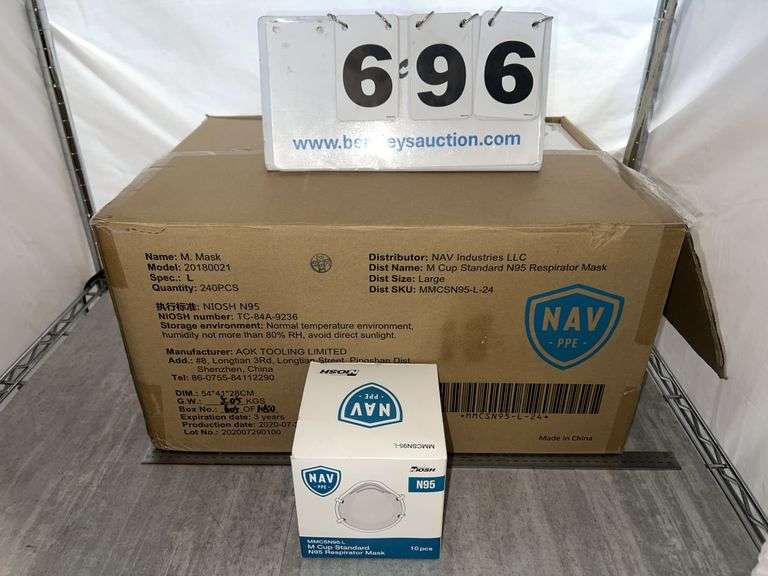 696
www.be
sauction.com
Name: M. Mask
Model: 20180021
Spec.: L
Quantity: 240PCS
执行标准: NIOSH N95
NIOSH number: TC-84A-9236
Storage environment: Normal temperature environment,
humidity not more than 80% RH, avoid direct sunlight.
Manufacturer: AOK TOOLING LIMITED
Add.: #8, Longtian 3Rd, Longtian Street, Pingshan Dist
Shenzhen, China
Tel: 86-0755-84112290
DIM.: 54*41*28CM
G.W.: KGS
Box No.: OF
Expiration date: 3 years
Production date: 2020-07-
Lot No.: 202007290100
Distributor: NAV Industries LLC
Dist Name: M Cup Standard N95 Respirator Mask
Dist Size: Large
Dist SKU: MMCSN95-L-24
NAV
PPE
*MMCSN95-L-24*
Made in China
NIOSH
NAV
PPE
MMCSN95-L
NAV
PPE
NIOSH
N95
MMCSN95-L
M Cup Standard
N95 Respirator Mask
10pcs